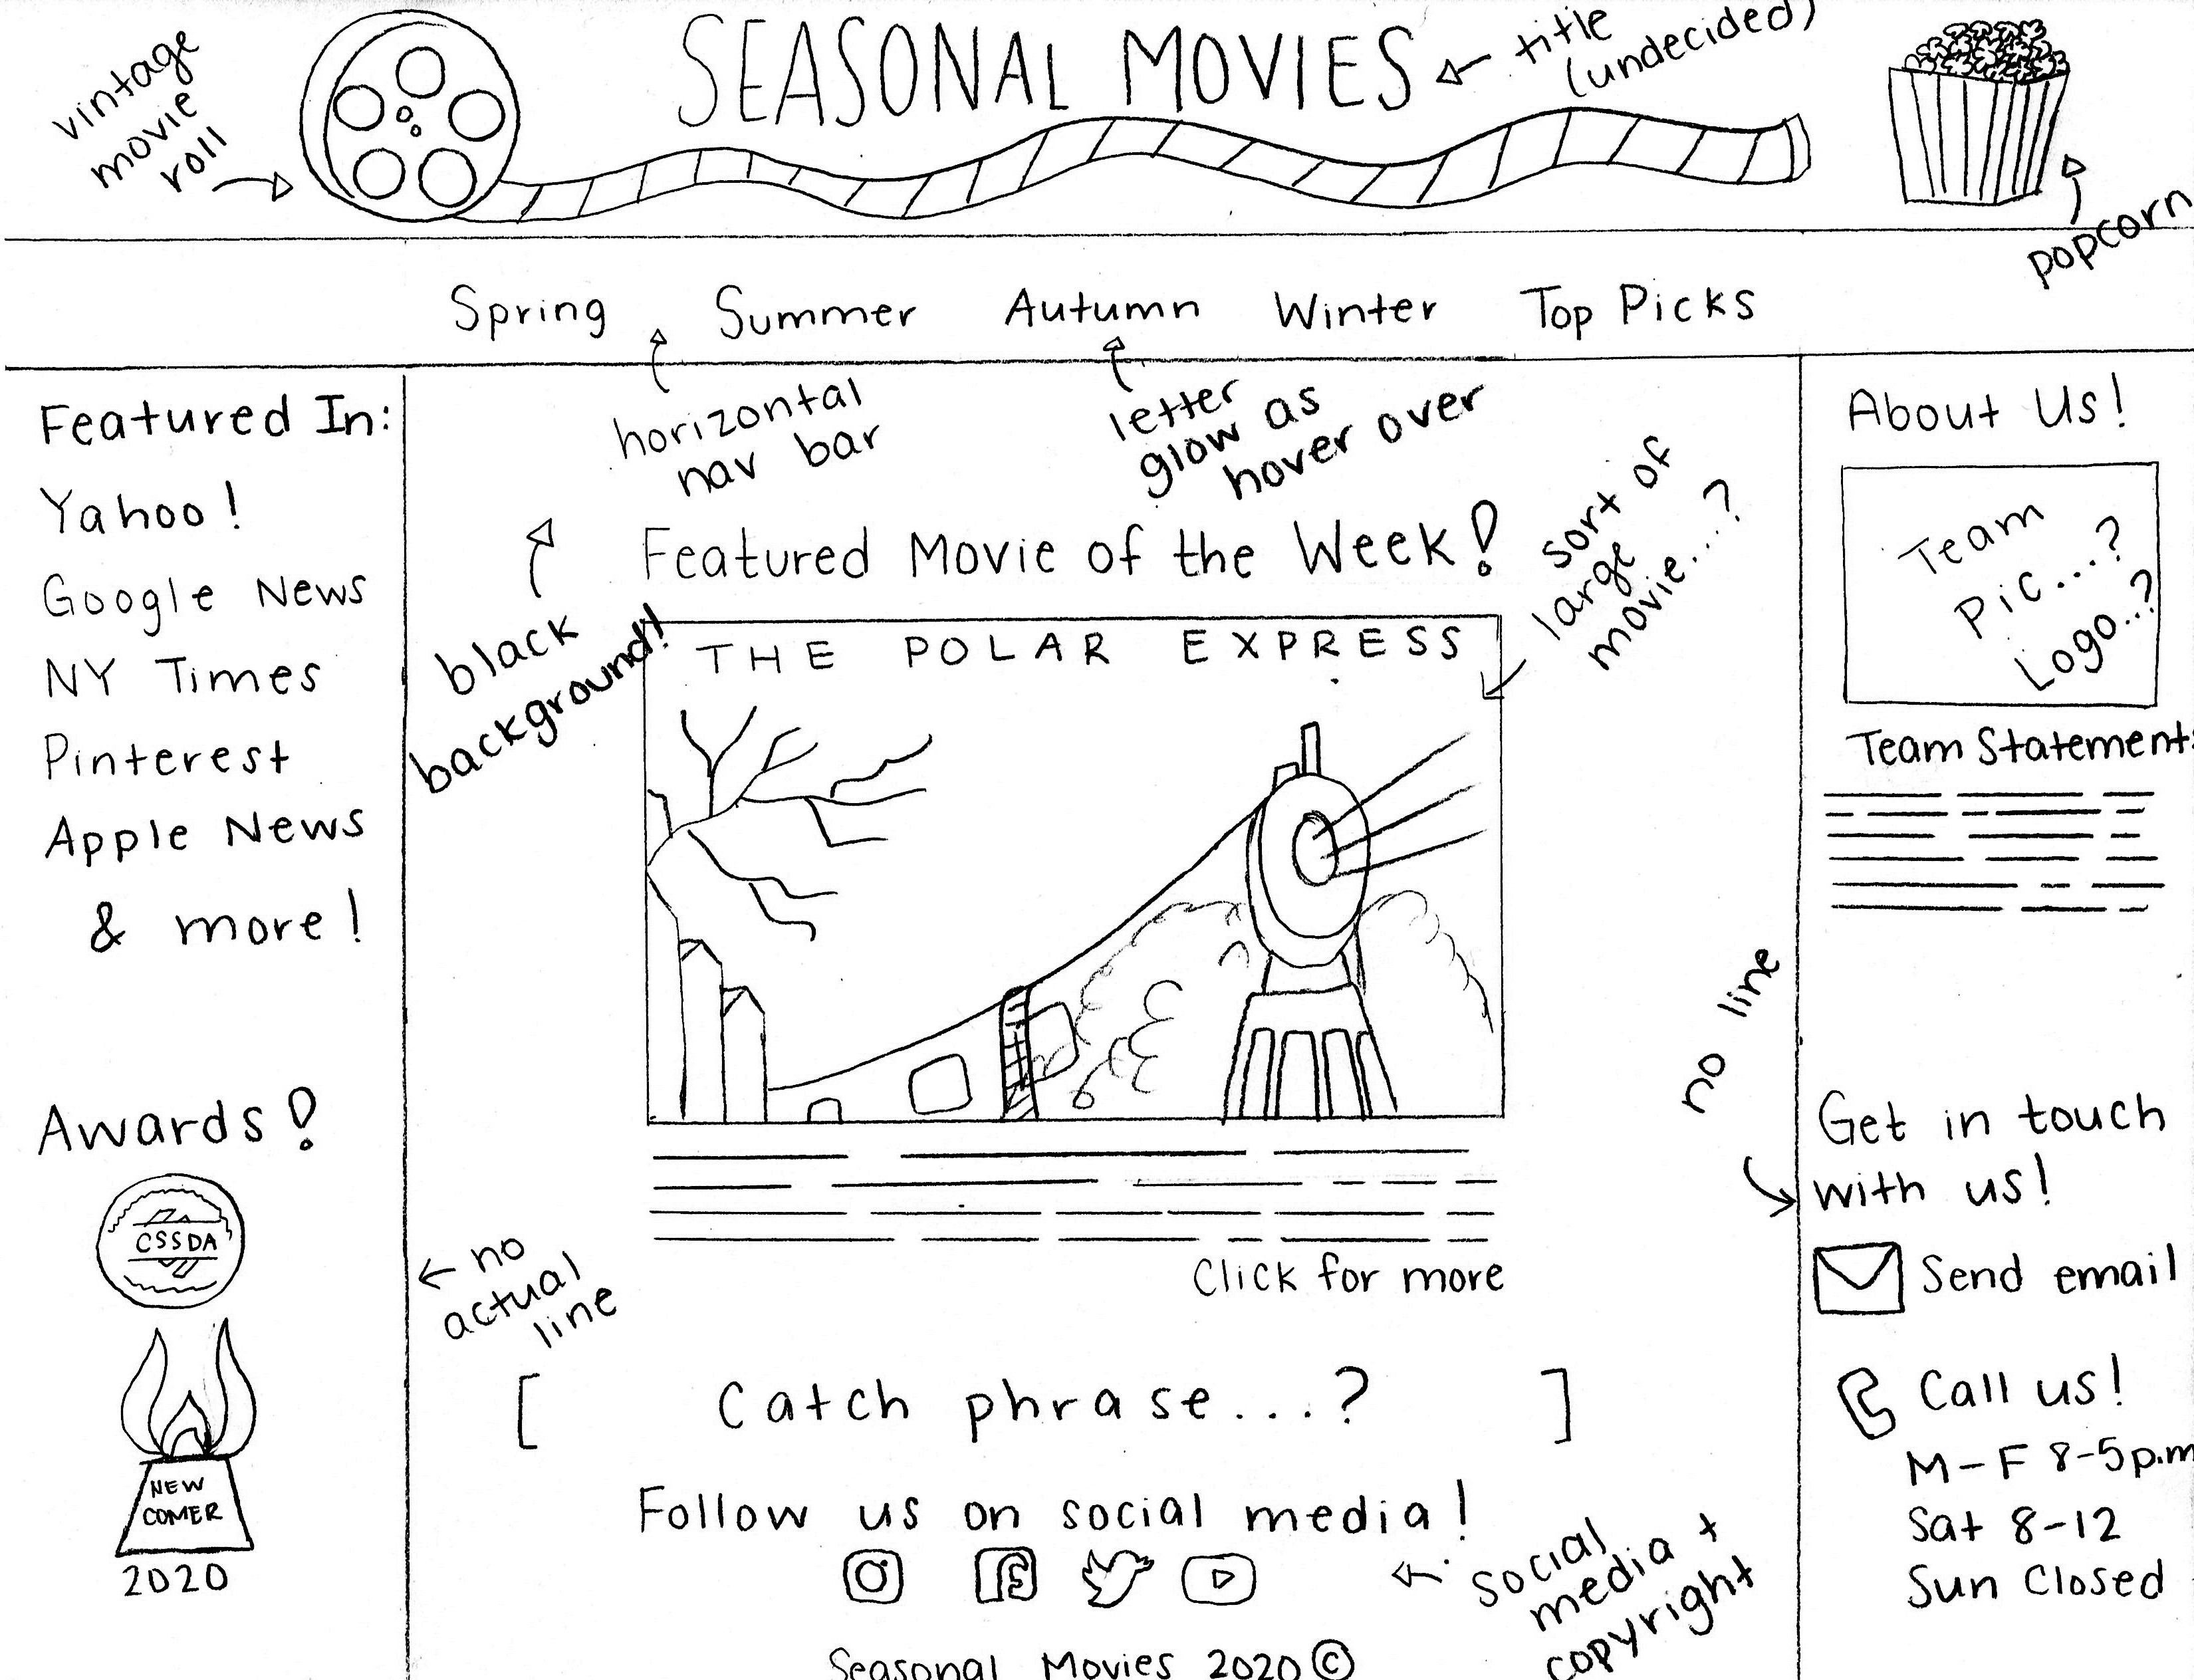 SEASONAL MOVIES
title
(undecided)
vintage
movie
roll
popcorn
Spring Summer Autumn Winter Top Picks
horizontal
nav bar
letter
glow as
hover over
Featured In:
Yahoo!
Google News
NY Times
Pinterest
Apple News
& more!
Awards!
CSSDA
NEW
COMER
2020
black
background!
Featured Movie of the Week!
sort of
large
movie....?
THE POLAR EXPRESS
Click for more
no
actual
line
[ Catch phrase...? ]
Follow us on social media!
social
media +
copyright
Seasonal Movies 2020 ©
About Us!
Team
Pic...?
Logo..?
Team Statement:
no line
Get in touch
with us!
Send email
Call us!
M-F 8-5p.m
Sat 8-12
Sun Closed